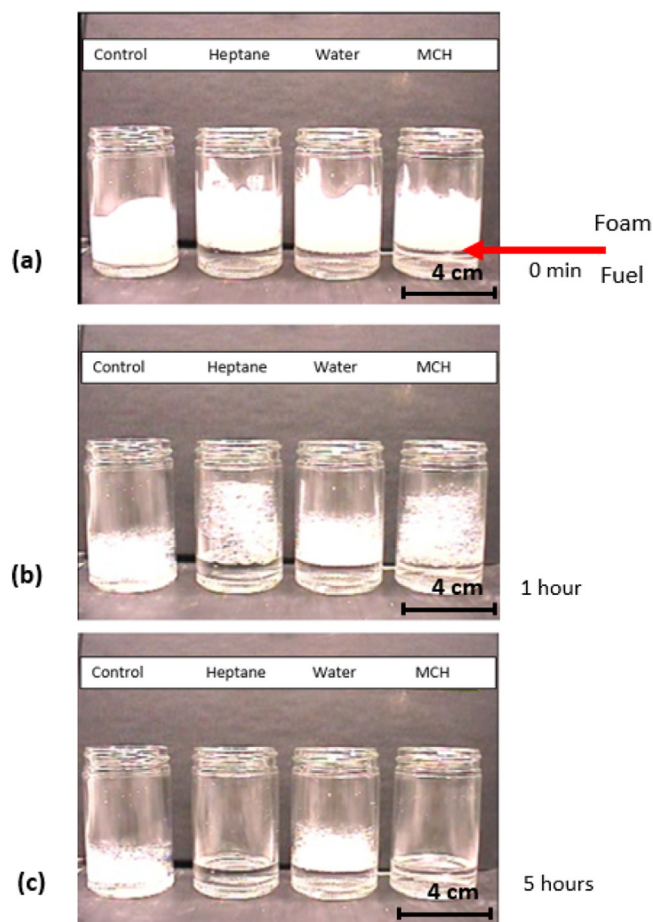 Control Heptane Water MCH
Foam
(a)
4 cm
0 min
Fuel
Control Heptane Water MCH
(b)
4 cm
1 hour
Control Heptane Water MCH
(c)
4 cm
5 hours